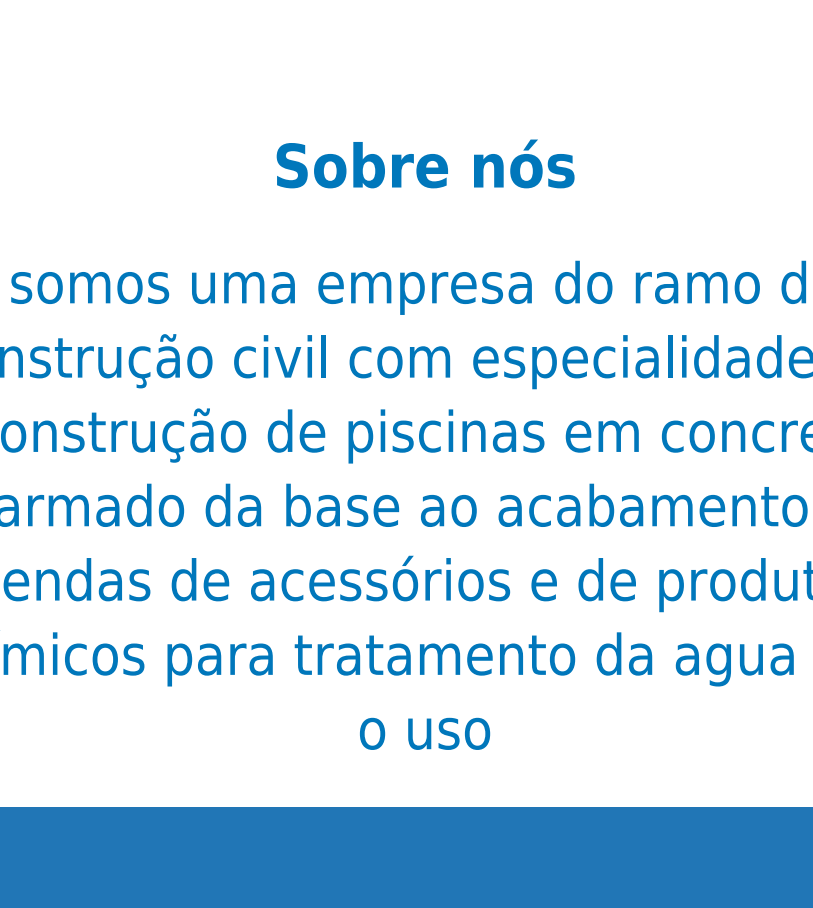 Sobre nós
somos uma empresa do ramo d
nstrução civil com especialidade
onstrução de piscinas em concre
armado da base ao acabamento
endas de acessórios e de produt
micos para tratamento da agua
o uso